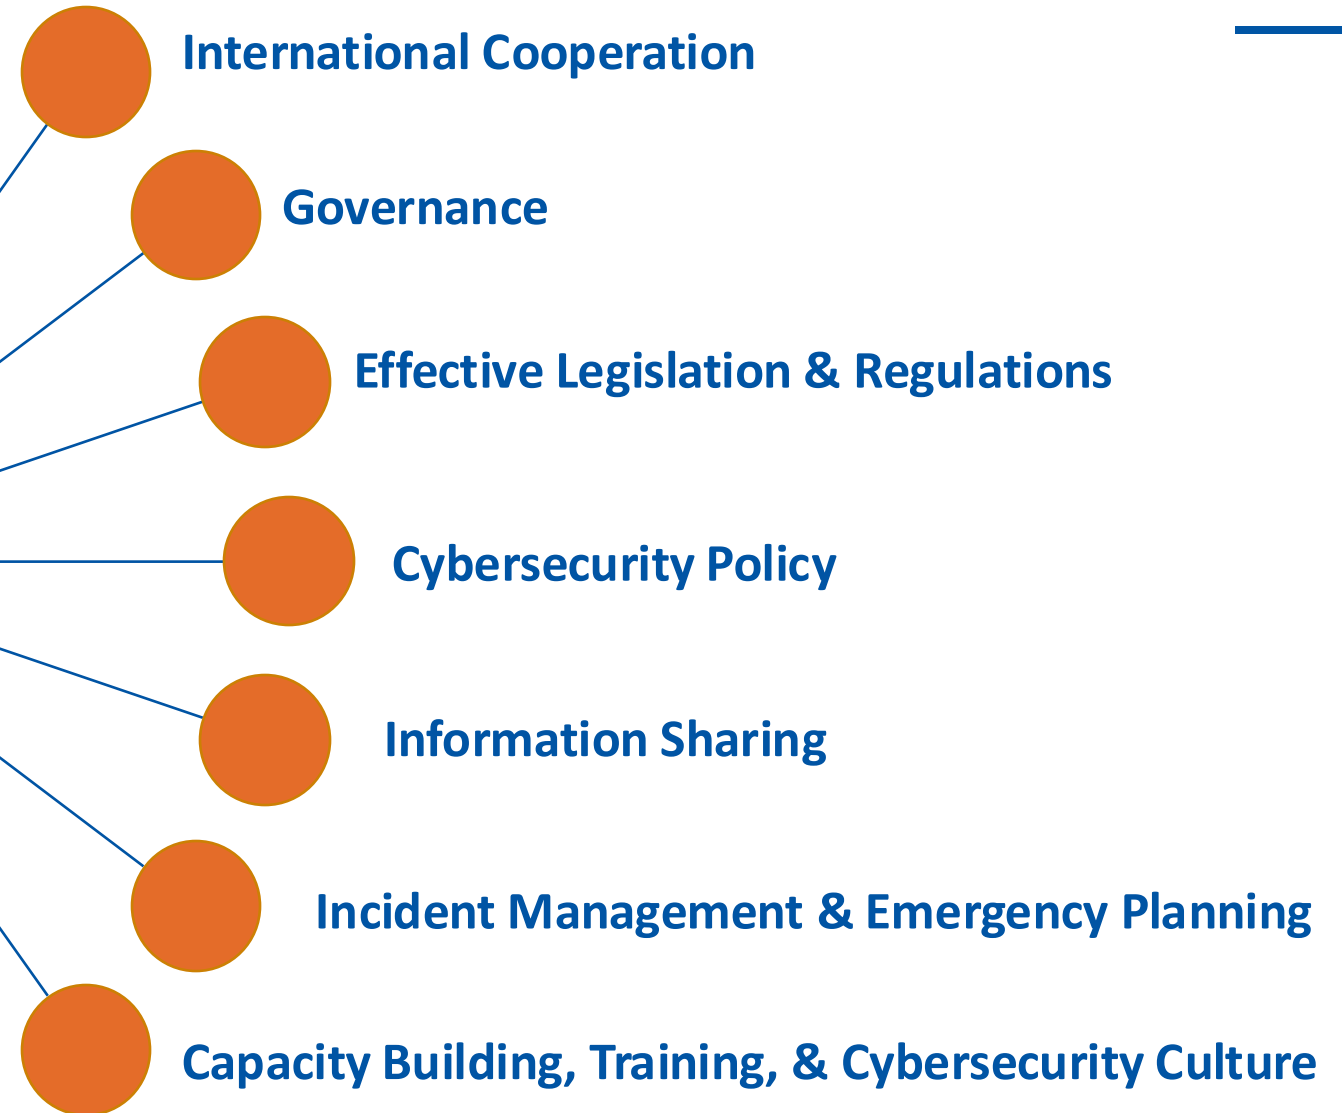 International Cooperation
Governance
Effective Legislation & Regulations
Cybersecurity Policy
Information Sharing
Incident Management & Emergency Planning
Capacity Building, Training, & Cybersecurity Culture